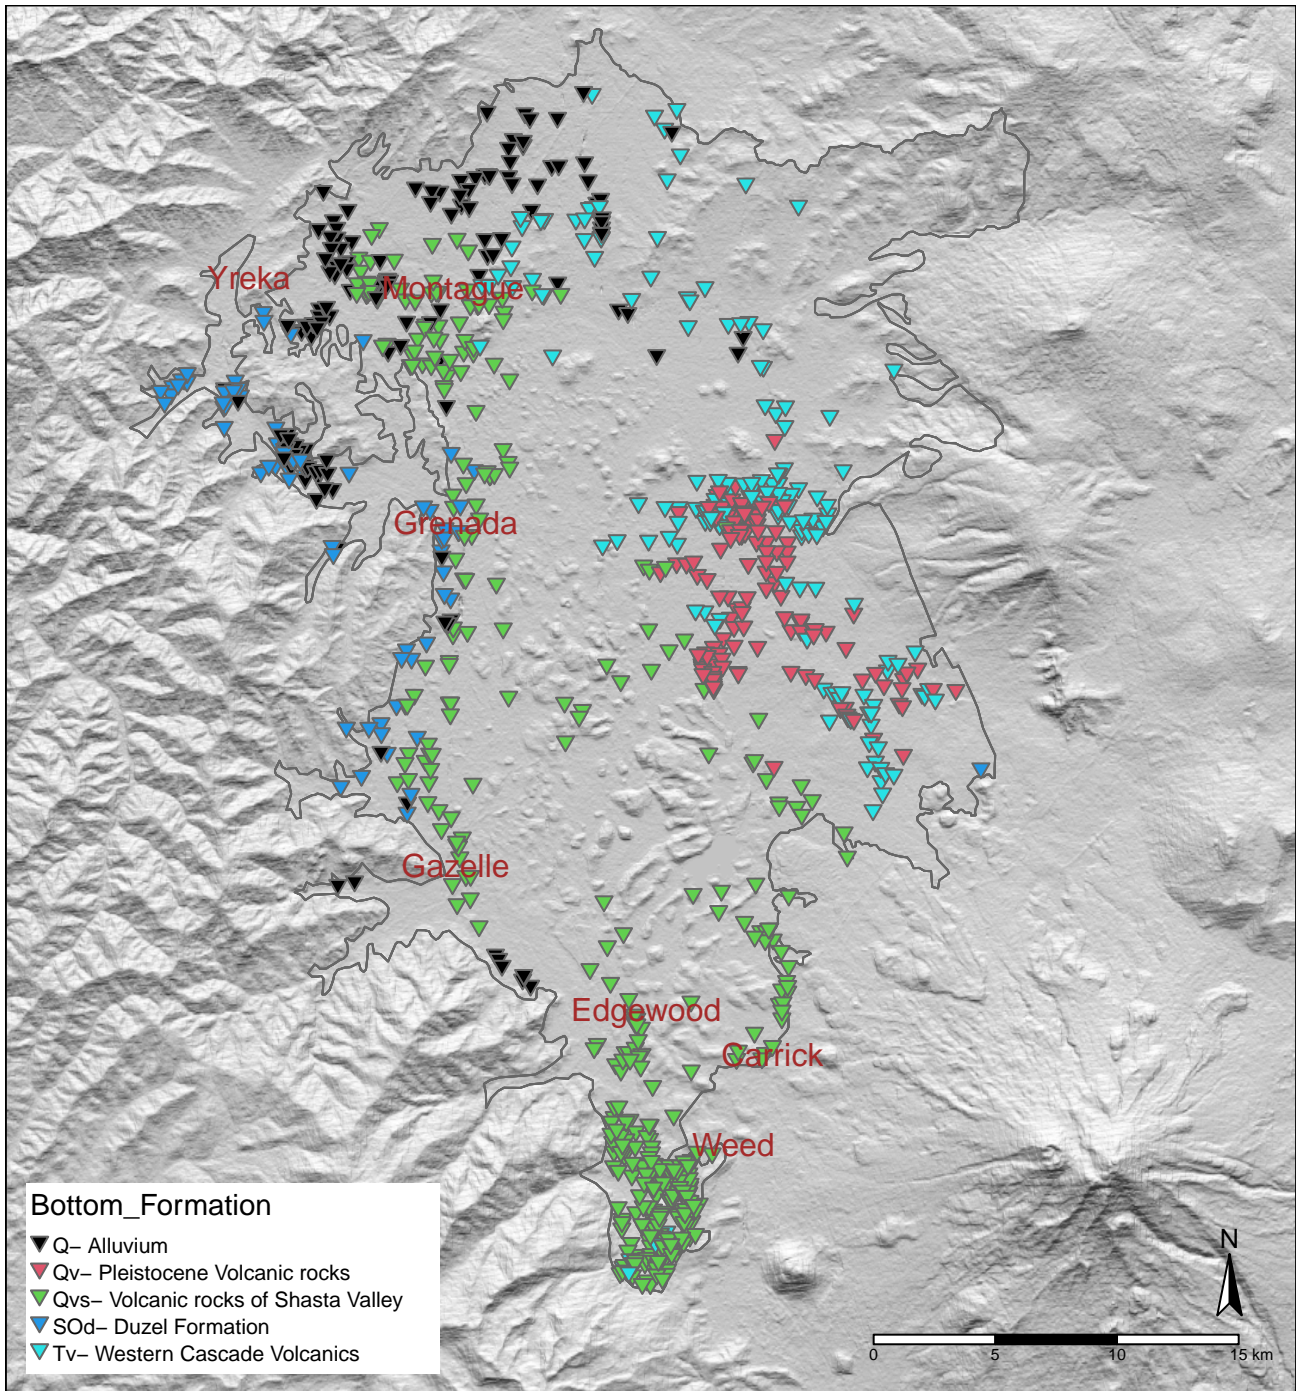 Yreka
Montague
Grenada
Gazelle
Edgewood
Carrick
Weed
Bottom_Formation
Q− Alluvium
Qv− Pleistocene Volcanic rocks
Qvs− Volcanic rocks of Shasta Valley
SOd− Duzel Formation
Tv− Western Cascade Volcanics
N
0 5 10 15 km